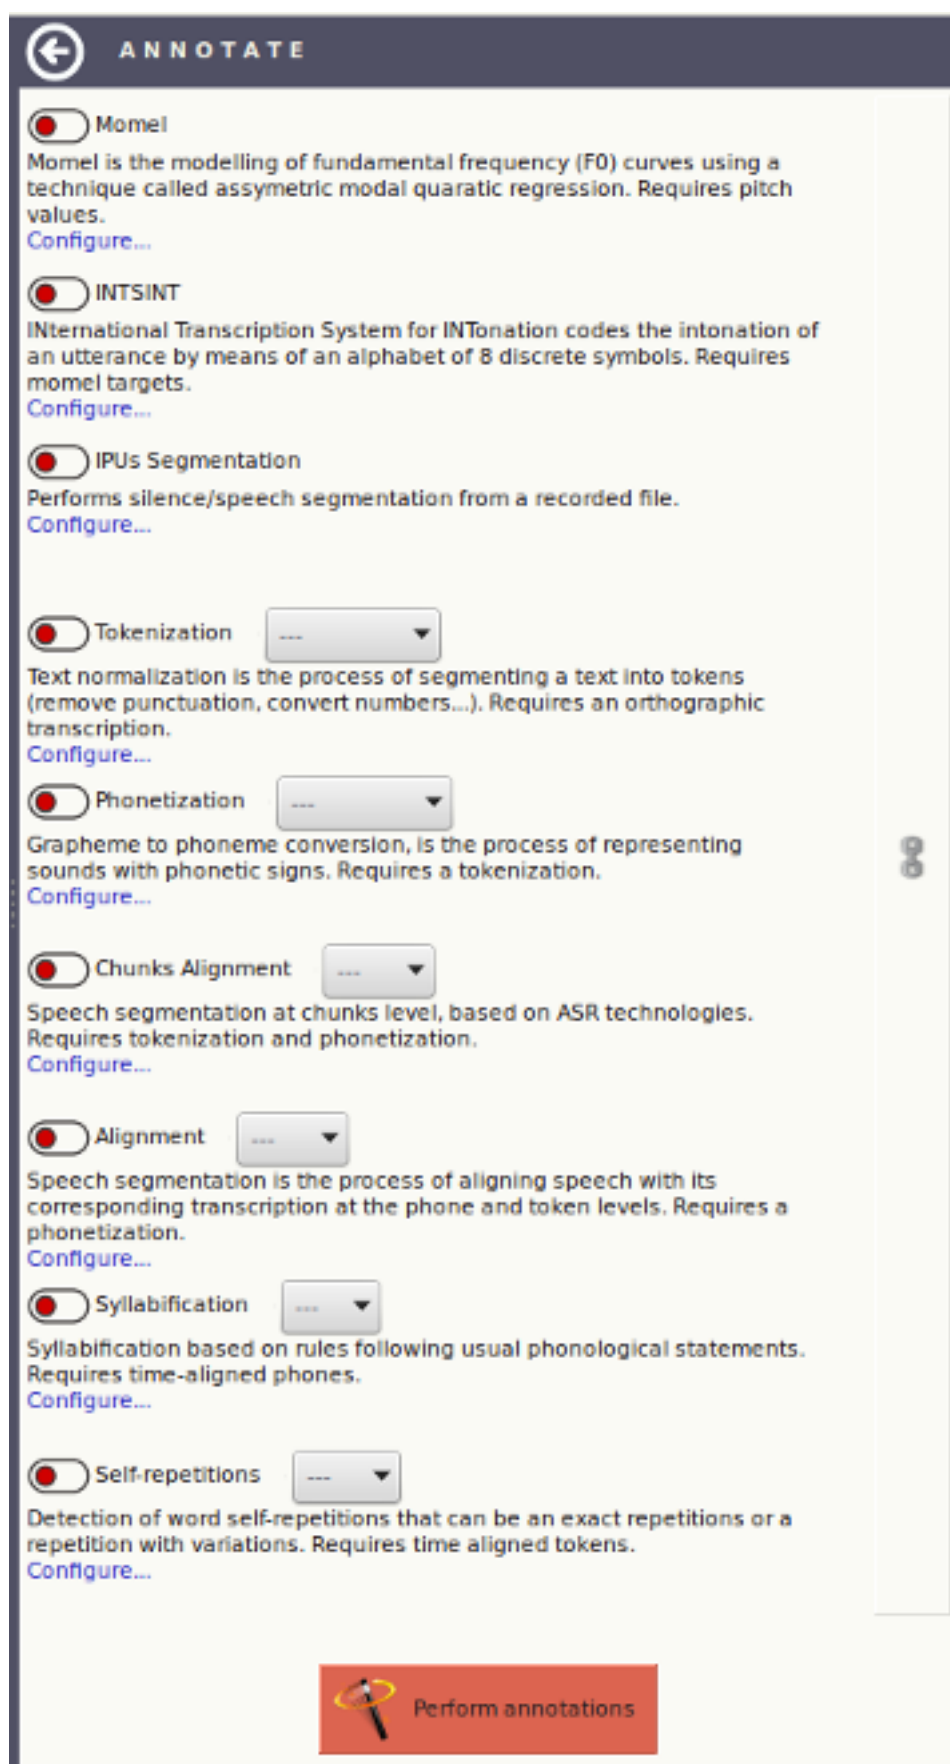 ANNOTATE
Momel
Momel is the modelling of fundamental frequency (F0) curves using a
technique called assymetric modal quaratic regression. Requires pitch
values.
Configure...
INTSINT
INternational Transcription System for INTonation codes the intonation of
an utterance by means of an alphabet of 8 discrete symbols. Requires
momel targets.
Configure...
IPUs Segmentation
Performs silence/speech segmentation from a recorded file.
Configure...
Tokenization ---
Text normalization is the process of segmenting a text into tokens
(remove punctuation, convert numbers...). Requires an orthographic
transcription.
Configure...
Phonetization ---
Grapheme to phoneme conversion, is the process of representing
sounds with phonetic signs. Requires a tokenization.
Configure...
Chunks Alignment ---
Speech segmentation at chunks level, based on ASR technologies.
Requires tokenization and phonetization.
Configure...
Alignment ---
Speech segmentation is the process of aligning speech with its
corresponding transcription at the phone and token levels. Requires a
phonetization.
Configure...
Syllabification ---
Syllabification based on rules following usual phonological statements.
Requires time-aligned phones.
Configure...
Self-repetitions ---
Detection of word self-repetitions that can be an exact repetitions or a
repetition with variations. Requires time aligned tokens.
Configure...
Perform annotations